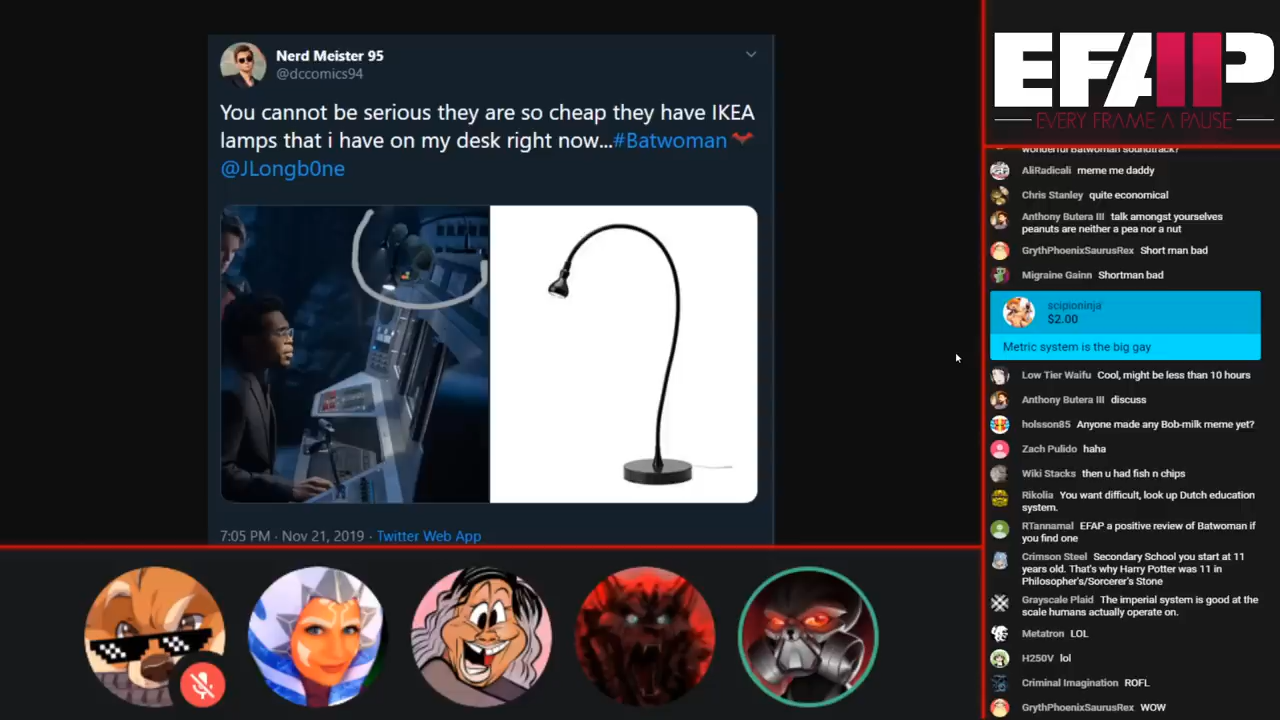 Nerd Meister 95
@dccomics94
You cannot be serious they are so cheap they have IKEA
lamps that i have on my desk right now...#Batwoman
@JLongb0ne
7:05 PM · Nov 21, 2019 · Twitter Web App
EFAP
EVERY FRAME A PAUSE
wonderful Batwoman soundtrack?
AliRadicali meme me daddy
Chris Stanley quite economical
Anthony Butera III talk amongst yourselves
peanuts are neither a pea nor a nut
GrythPhoenixSaurusRex Short man bad
Migraine Gainn Shortman bad
scipioninja
$2.00
Metric system is the big gay
Low Tier Waifu Cool, might be less than 10 hours
Anthony Butera III discuss
holsson85 Anyone made any Bob-milk meme yet?
Zach Pulido haha
Wiki Stacks then u had fish n chips
Rikolia You want difficult, look up Dutch education
system.
RTannamal EFAP a positive review of Batwoman if
you find one
Crimson Steel Secondary School you start at 11
years old. That's why Harry Potter was 11 in
Philosopher's/Sorcerer's Stone
Grayscale Plaid The imperial system is good at the
scale humans actually operate on.
Metatron LOL
H250V lol
Criminal Imagination ROFL
GrythPhoenixSaurusRex WOW